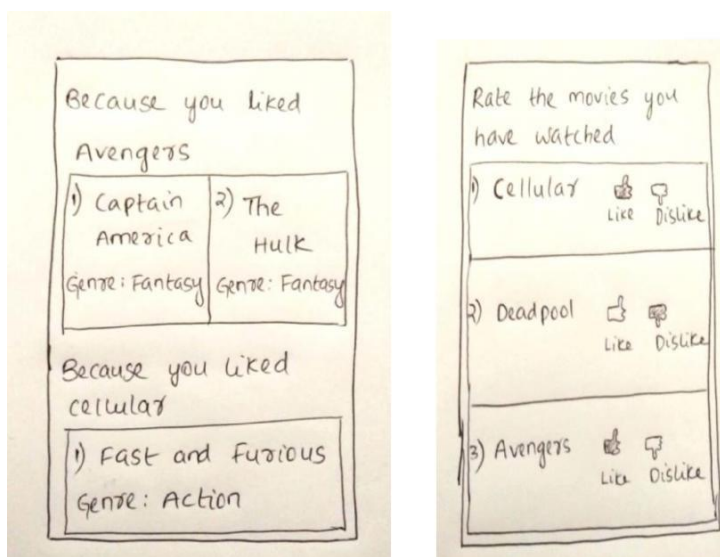 Because you liked
Avengers
1) Captain
America
Genre: Fantasy
2) The
Hulk
Genre: Fantasy
Because you liked
cellular
1) Fast and Furious
Genre: Action
Rate the movies you
have watched
1) Cellular
Like Dislike
2) Deadpool
Like Dislike
3) Avengers
Like Dislike